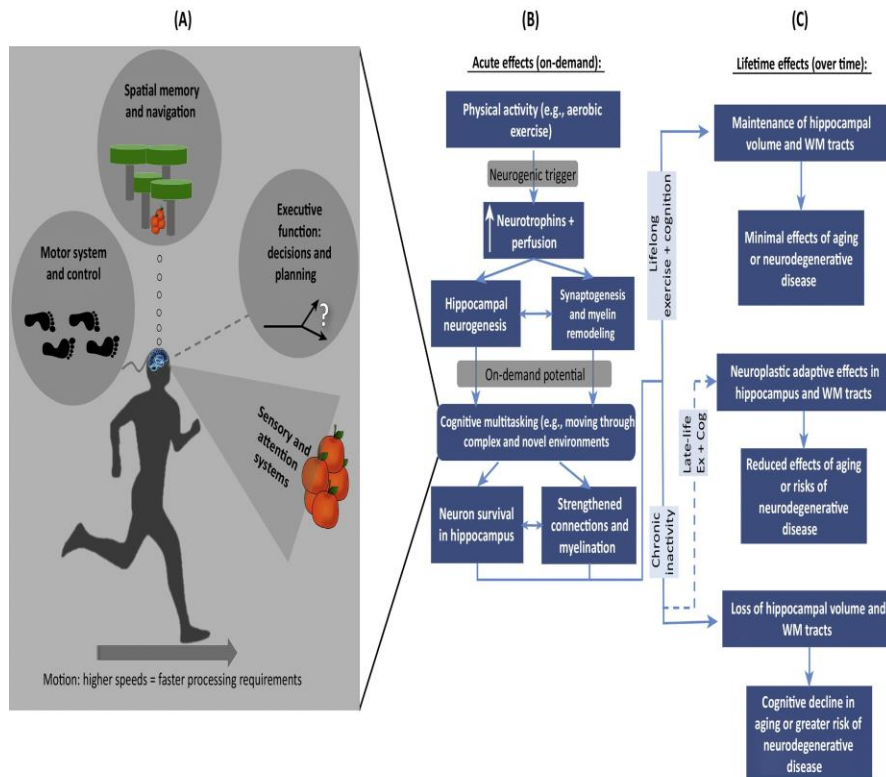 (A)
Spatial memory
and navigation
Motor system
and control
Executive
function:
decisions and
planning
?
Sensory and
attention
systems
Motion: higher speeds = faster processing requirements
(B)
Acute effects (on-demand):
Physical activity (e.g., aerobic
exercise)
Neurogenic trigger
Neurotrophins +
perfusion
Hippocampal
neurogenesis
Synaptogenesis
and myelin
remodeling
On-demand potential
Cognitive multitasking (e.g., moving through
complex and novel environments
Neuron survival
in hippocampus
Strengthened
connections and
myelination
Lifelong
exercise + cognition
Late-life
Ex + Cog
Chronic
inactivity
(C)
Lifetime effects (over time):
Maintenance of hippocampal
volume and WM tracts
Minimal effects of aging
or neurodegenerative
disease
Neuroplastic adaptive effects in
hippocampus and WM tracts
Reduced effects of aging
or risks of
neurodegenerative
disease
Loss of hippocampal volume and
WM tracts
Cognitive decline in
aging or greater risk of
neurodegenerative
disease